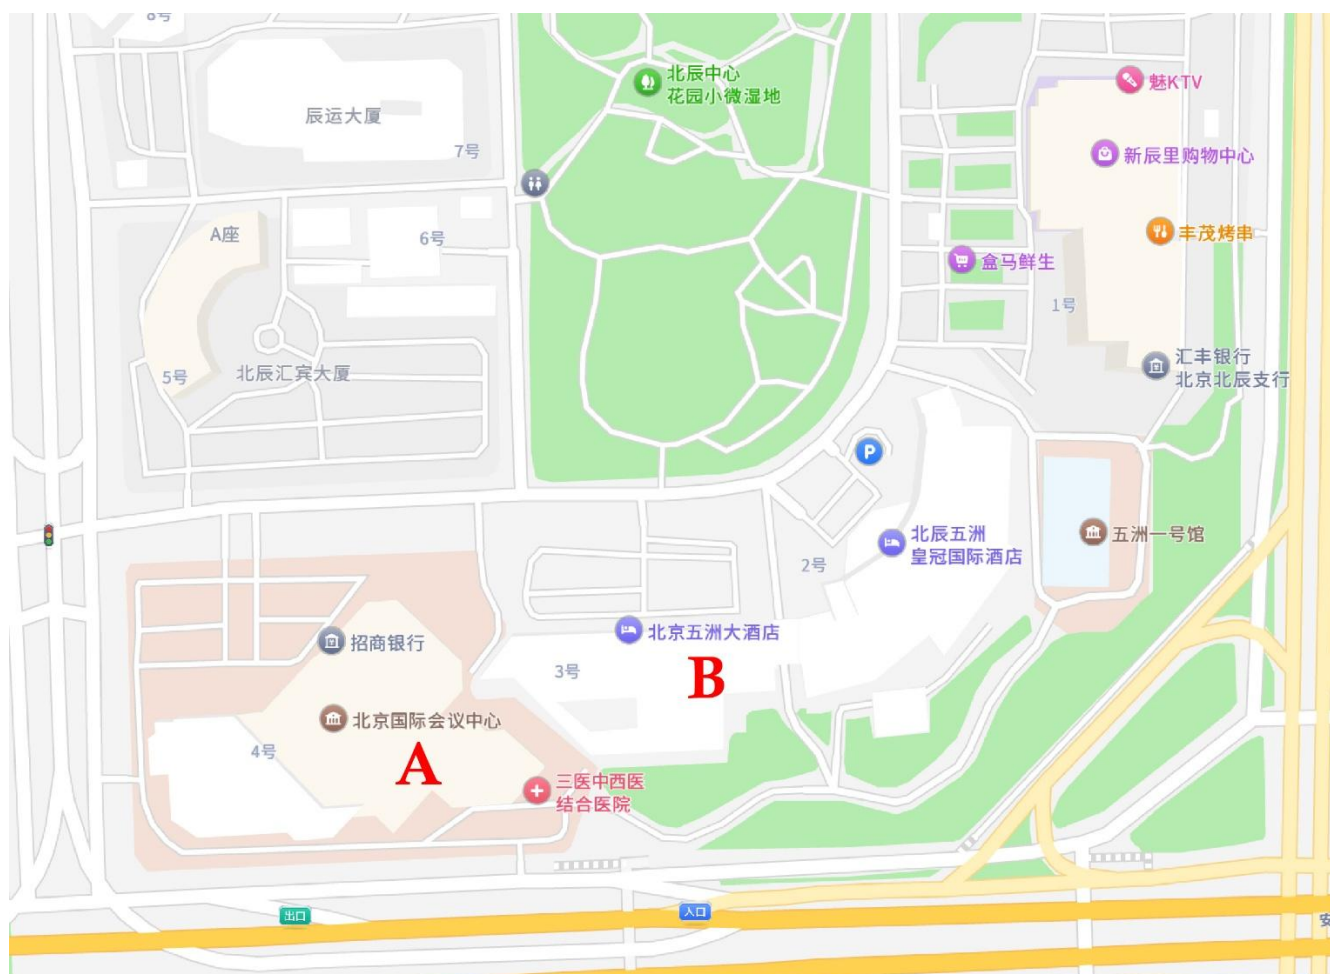 8号
北辰中心
花园小微湿地
魅KTV
辰运大厦
7号
新辰里购物中心
A座
6号
丰茂烤串
盒马鲜生
1号
5号
北辰汇宾大厦
汇丰银行
北京北辰支行
P
北辰五洲
皇冠国际酒店
五洲一号馆
2号
招商银行
北京五洲大酒店
3号
B
北京国际会议中心
4号
A
三医中西医
结合医院
出口
入口
安